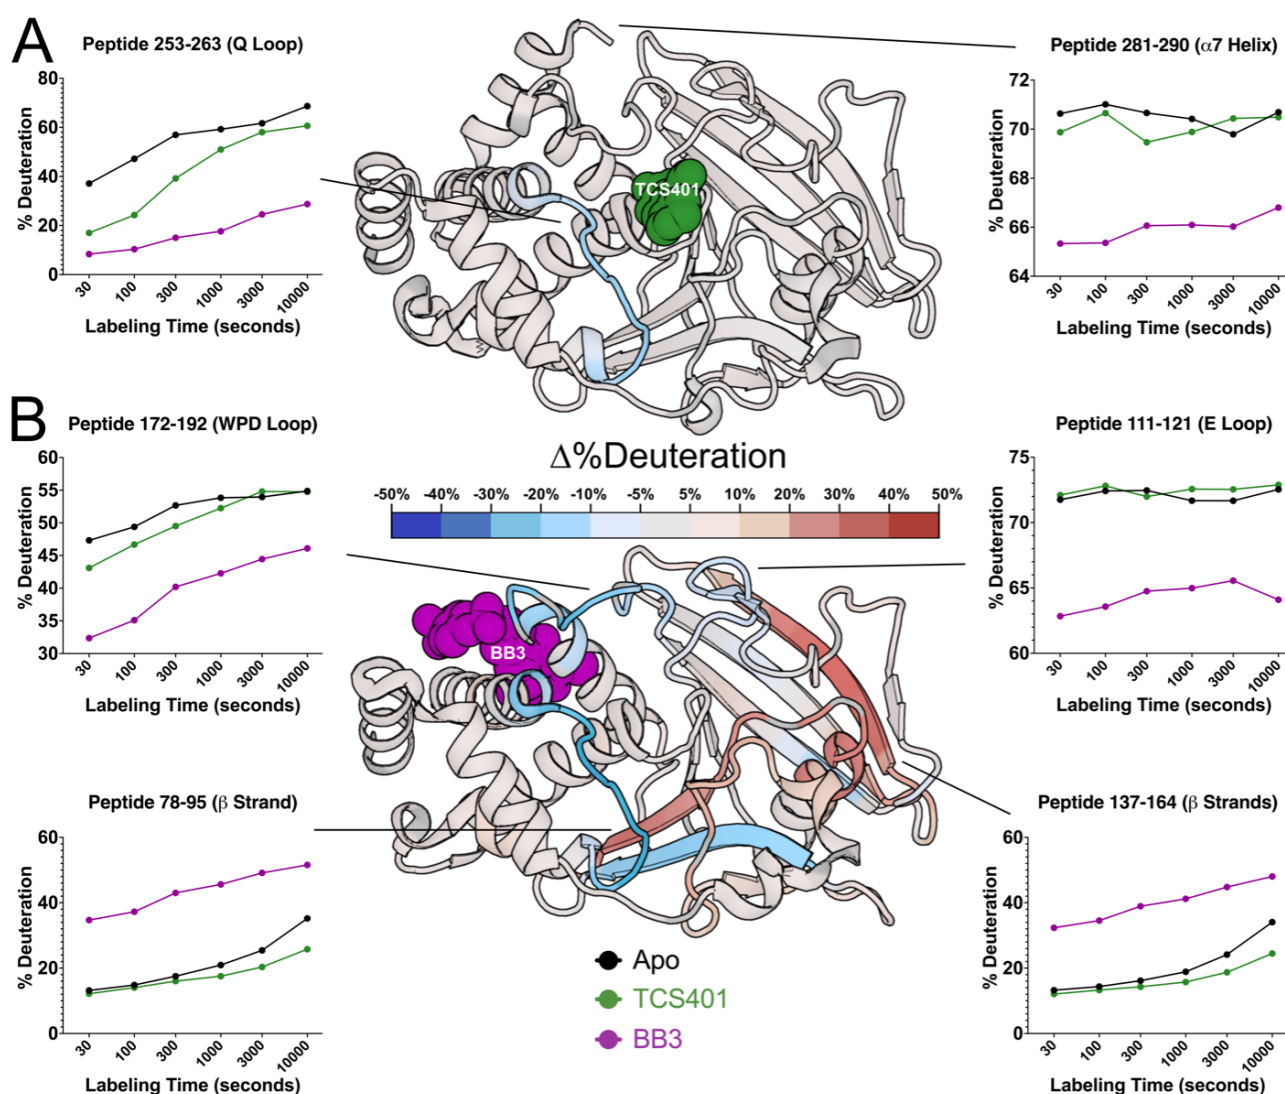 A
Peptide 253-263 (Q Loop)
% Deuteration
80
60
40
20
0
30
100
300
1000
3000
10000
Labeling Time (seconds)
TCS401
Peptide 281-290 (α7 Helix)
% Deuteration
72
70
68
66
64
30
100
300
1000
3000
10000
Labeling Time (seconds)
B
Peptide 172-192 (WPD Loop)
% Deuteration
60
55
50
45
40
35
30
30
100
300
1000
3000
10000
Labeling Time (seconds)
Δ%Deuteration
-50% -40% -30% -20% -10% -5% 5% 10% 20% 30% 40% 50%
BB3
Peptide 111-121 (E Loop)
% Deuteration
75
70
65
60
30
100
300
1000
3000
10000
Labeling Time (seconds)
Peptide 78-95 (β Strand)
% Deuteration
60
40
20
0
30
100
300
1000
3000
10000
Labeling Time (seconds)
Apo
TCS401
BB3
Peptide 137-164 (β Strands)
% Deuteration
60
40
20
0
30
100
300
1000
3000
10000
Labeling Time (seconds)